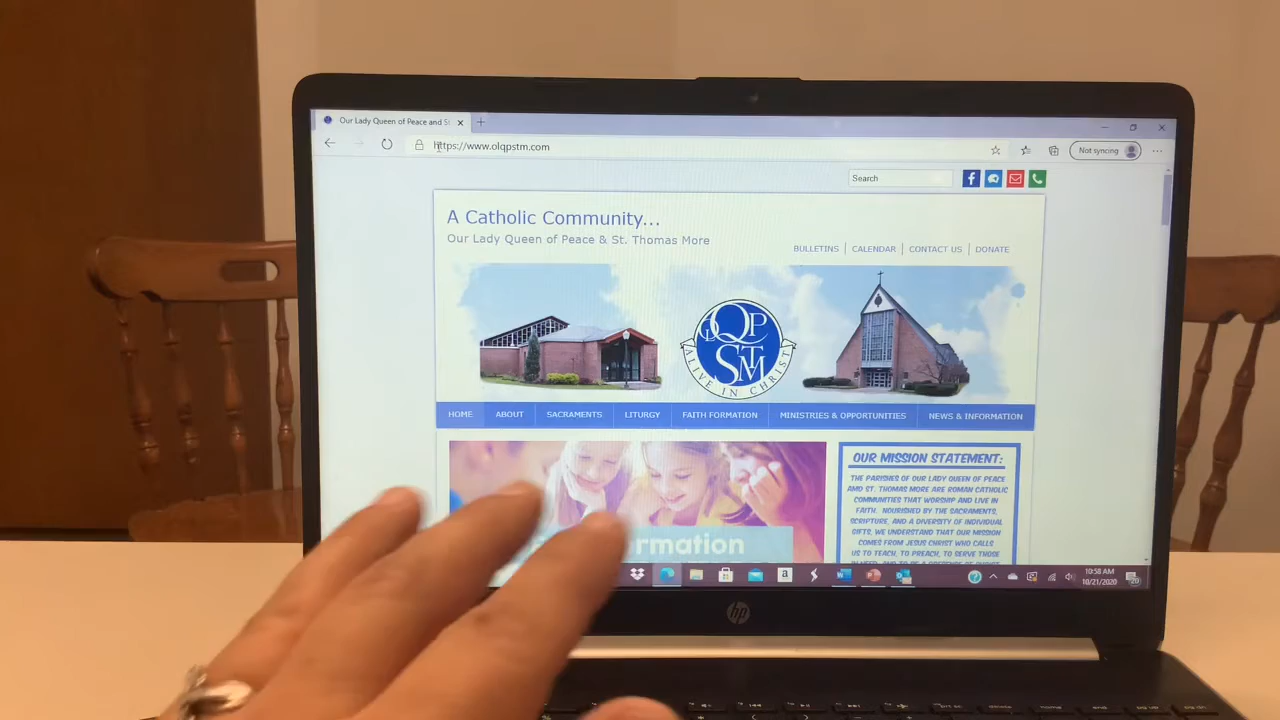 Our Lady Queen of Peace and St
https://www.olqpstm.com
Not syncing
Search
A Catholic Community...
Our Lady Queen of Peace & St. Thomas More
BULLETINS
CALENDAR
CONTACT US
DONATE
OLQP
STM
ALIVE IN CHRIST
HOME
ABOUT
SACRAMENTS
LITURGY
FAITH FORMATION
MINISTRIES & OPPORTUNITIES
NEWS & INFORMATION
rmation
OUR MISSION STATEMENT:
THE PARISHES OF OUR LADY QUEEN OF PEACE
AND ST. THOMAS MORE ARE ROMAN CATHOLIC
COMMUNITIES THAT WORSHIP AND LIVE IN
FAITH. NOURISHED BY THE SACRAMENTS,
SCRIPTURE, AND A DIVERSITY OF INDIVIDUAL
GIFTS, WE UNDERSTAND THAT OUR MISSION
COMES FROM JESUS CHRIST WHO CALLS
US TO TEACH, TO PREACH, TO SERVE THOSE
10:58 AM
10/21/2020
hp